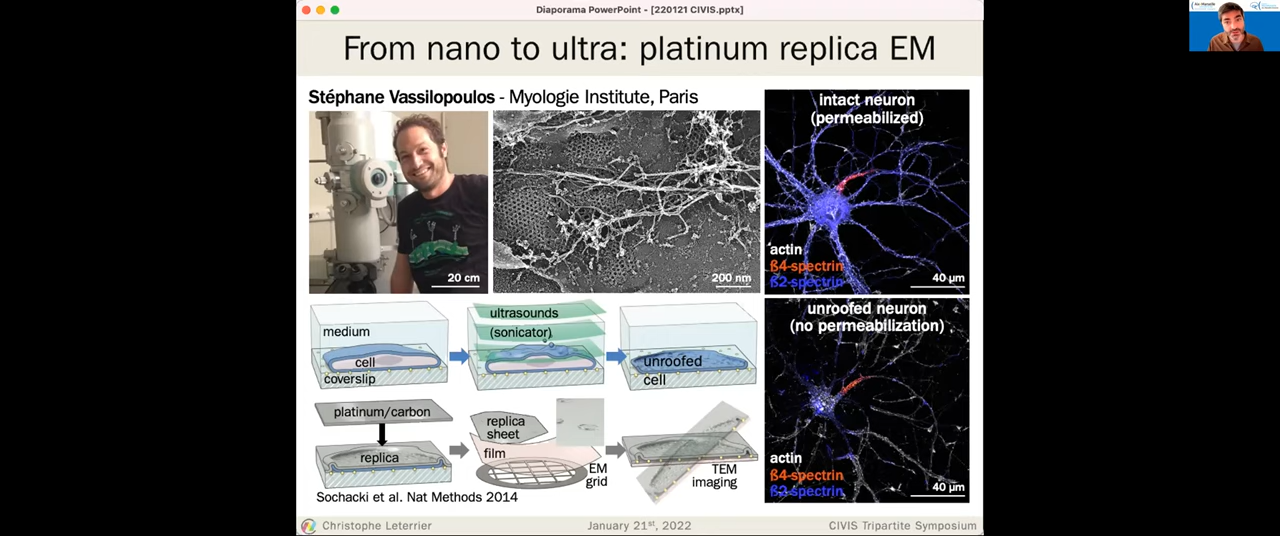 Diaporama PowerPoint - [220121 CIVIS.pptx]
From nano to ultra: platinum replica EM
Stéphane Vassilopoulos - Myologie Institute, Paris
20 cm
200 nm
intact neuron
(permeabilized)
actin
ß4-spectrin
ß2-spectrin
40 µm
medium
cell
coverslip
ultrasounds
(sonicator)
unroofed
cell
platinum/carbon
replica
replica
sheet
film
EM
grid
TEM
imaging
Sochacki et al. Nat Methods 2014
unroofed neuron
(no permeabilization)
actin
ß4-spectrin
ß2-spectrin
40 µm
Christophe Leterrier
January 21st, 2022
CIVIS Tripartite Symposium